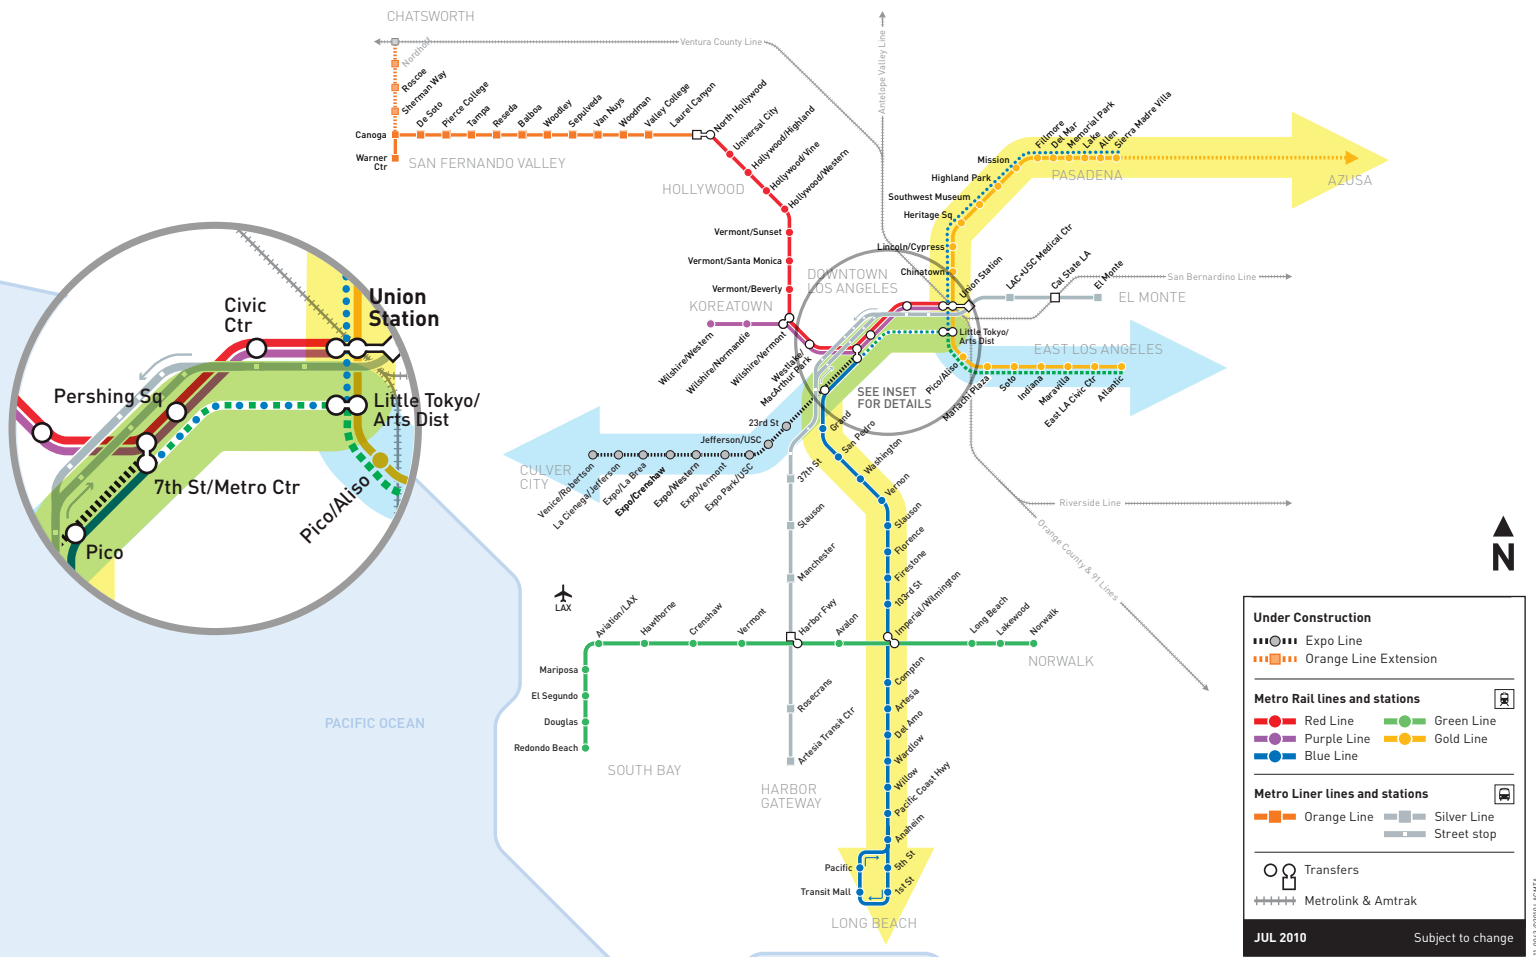 CHATSWORTH
Nordhoff
Roscoe
Sherman Way
Canoga
Warner
Ctr
De Soto
Pierce College
Tampa
Reseda
Balboa
Woodley
Sepulveda
Van Nuys
Woodman
Valley College
Laurel Canyon
North Hollywood
SAN FERNANDO VALLEY
Ventura County Line
Antelope Valley Line
Universal City
Hollywood/Highland
Hollywood/Vine
Hollywood/Western
HOLLYWOOD
Vermont/Sunset
Vermont/Santa Monica
Vermont/Beverly
KOREATOWN
Wilshire/Western
Wilshire/Normandie
Wilshire/Vermont
Westlake/
MacArthur Park
DOWNTOWN
LOS ANGELES
Fillmore
Del Mar
Memorial Park
Lake
Allen
Sierra Madre Villa
Mission
Highland Park
Southwest Museum
Heritage Sq
Lincoln/Cypress
Chinatown
PASADENA
AZUSA
Union Station
LAC+USC Medical Ctr
Cal State LA
El Monte
EL MONTE
San Bernardino Line
Little Tokyo/
Arts Dist
EAST LOS ANGELES
Pico/Aliso
Mariachi Plaza
Soto
Indiana
Maravilla
East LA Civic Ctr
Atlantic
SEE INSET
FOR DETAILS
Civic
Ctr
Union
Station
Pershing Sq
Little Tokyo/
Arts Dist
7th St/Metro Ctr
Pico/Aliso
Pico
23rd St
Jefferson/USC
CULVER
CITY
Venice/Robertson
La Cienega/Jefferson
Expo/La Brea
Expo/Crenshaw
Expo/Western
Expo/Vermont
Expo Park/USC
Grand
San Pedro
Washington
Vernon
Slauson
Florence
Firestone
103rd St
Imperial/Wilmington
37th St
Slauson
Manchester
Harbor Fwy
Riverside Line
Orange County & 91 Lines
N
LAX
Aviation/LAX
Hawthorne
Crenshaw
Vermont
Avalon
Long Beach
Lakewood
Norwalk
NORWALK
Mariposa
El Segundo
Douglas
Redondo Beach
SOUTH BAY
PACIFIC OCEAN
Rosecrans
Artesia Transit Ctr
HARBOR
GATEWAY
Compton
Artesia
Del Amo
Wardlow
Willow
Pacific Coast Hwy
Anaheim
Pacific
5th St
Transit Mall
1st St
LONG BEACH
Under Construction
Expo Line
Orange Line Extension
Metro Rail lines and stations
Red Line
Green Line
Purple Line
Gold Line
Blue Line
Metro Liner lines and stations
Orange Line
Silver Line
Street stop
Transfers
Metrolink & Amtrak
JUL 2010
Subject to change